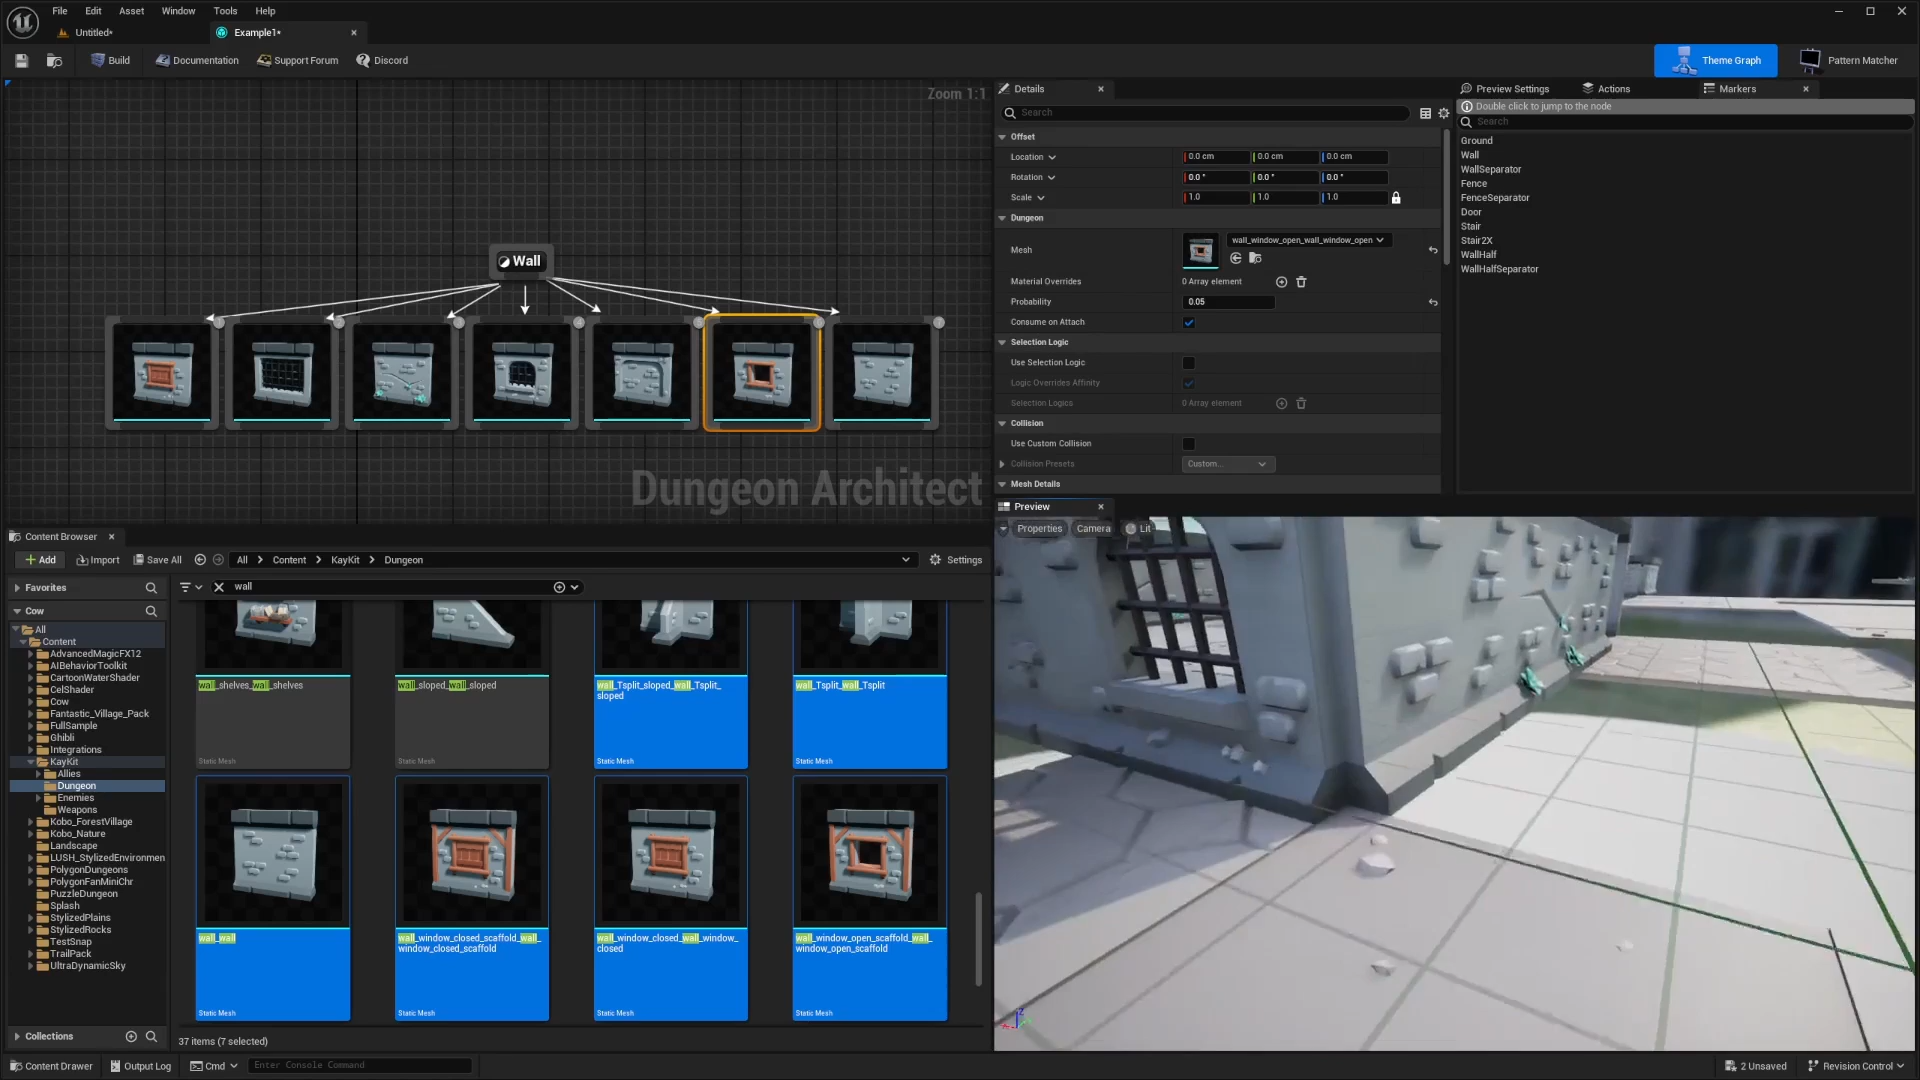 File Edit Asset Window Tools Help
Untitled* Example1*
Build Documentation Support Forum Discord Theme Graph Pattern Matcher
Zoom 1:1
Wall
Dungeon Architect
Details
Search
Offset
Location 0.0 cm 0.0 cm 0.0 cm
Rotation 0.0 ° 0.0 ° 0.0 °
Scale 1.0 1.0 1.0
Dungeon
Mesh wall_window_open_wall_window_open
Material Overrides 0 Array element
Probability 0.05
Consume on Attach
Selection Logic
Use Selection Logic
Logic Overrides Affinity
Selection Logics 0 Array element
Collision
Use Custom Collision
Collision Presets Custom...
Mesh Details
Preview Settings Actions Markers
Double click to jump to the node
Search
Ground
Wall
WallSeparator
Fence
FenceSeparator
Door
Stair
Stair2X
WallHalf
WallHalfSeparator
Preview
Properties Camera Lit
Z
Content Browser
Add Import Save All All Content KayKit Dungeon Settings
Favorites
Cow
All
Content
AdvancedMagicFX12
AIBehaviorToolkit
CartoonWaterShader
CelShader
Cow
Fantastic_Village_Pack
FullSample
Ghibli
Integrations
KayKit
Allies
Dungeon
Enemies
Weapons
Kobo_ForestVillage
Kobo_Nature
Landscape
LUSH_StylizedEnvironmen
PolygonDungeons
PolygonFanMiniChr
PuzzleDungeon
Splash
StylizedPlains
StylizedRocks
TestSnap
TrailPack
UltraDynamicSky
Collections
wall
wall_shelves_wall_shelves
Static Mesh
wall_sloped_wall_sloped
Static Mesh
wall_Tsplit_sloped_wall_Tsplit_
sloped
Static Mesh
wall_Tsplit_wall_Tsplit
Static Mesh
wall_wall
Static Mesh
wall_window_closed_scaffold_wall_
window_closed_scaffold
Static Mesh
wall_window_closed_wall_window_
closed
Static Mesh
wall_window_open_scaffold_wall_
window_open_scaffold
Static Mesh
37 items (7 selected)
Content Drawer Output Log Cmd Enter Console Command 2 Unsaved Revision Control